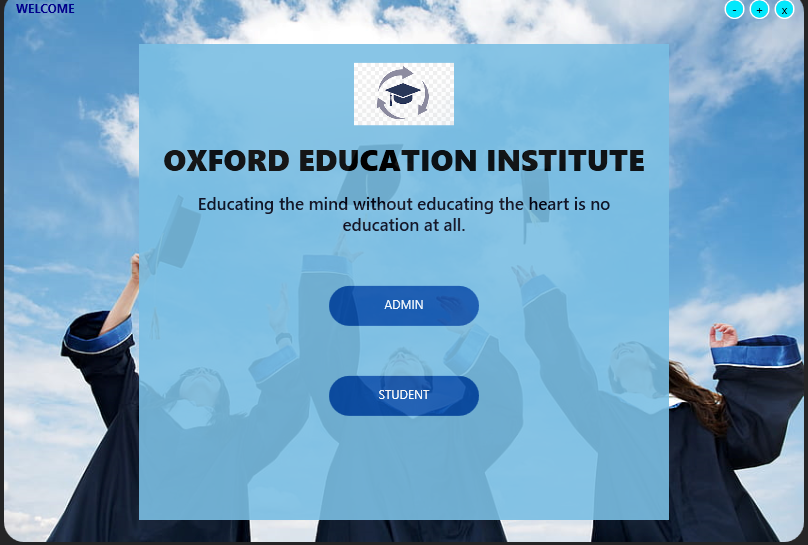 WELCOME
- + x
OXFORD EDUCATION INSTITUTE
Educating the mind without educating the heart is no
education at all.
ADMIN
STUDENT